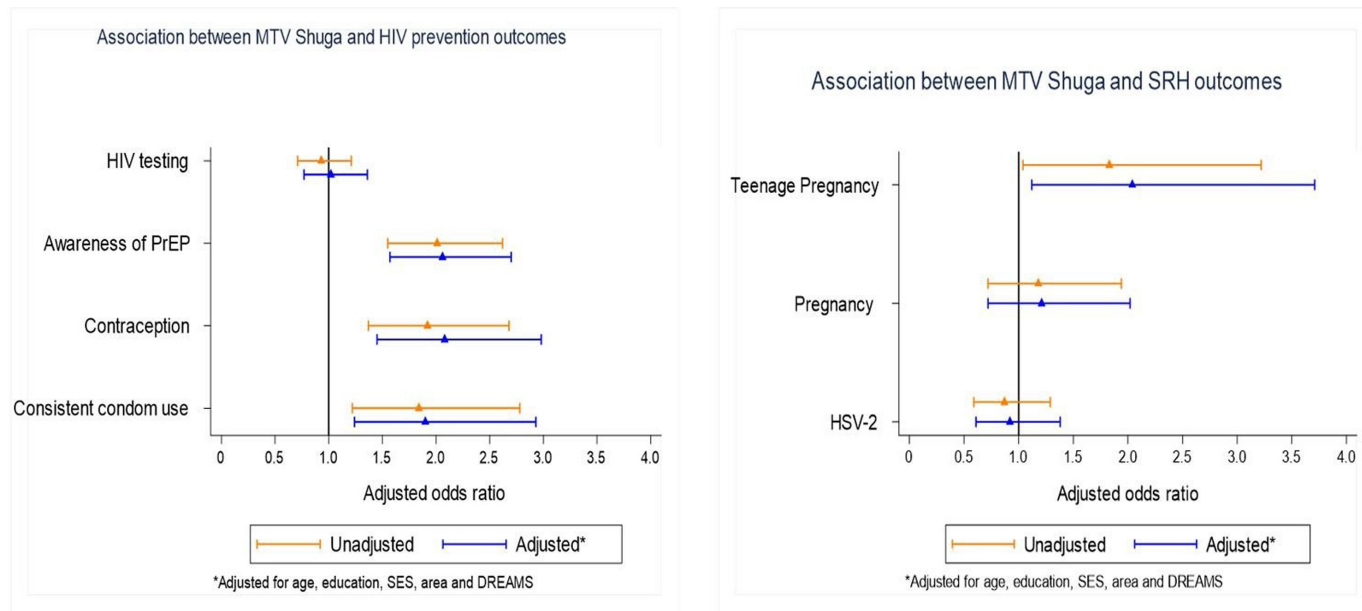 Association between MTV Shuga and HIV prevention outcomes
HIV testing
Awareness of PrEP
Contraception
Consistent condom use
0 0.5 1.0 1.5 2.0 2.5 3.0 3.5 4.0
Adjusted odds ratio
Unadjusted Adjusted*
*Adjusted for age, education, SES, area and DREAMS
Association between MTV Shuga and SRH outcomes
Teenage Pregnancy
Pregnancy
HSV-2
0 0.5 1.0 1.5 2.0 2.5 3.0 3.5 4.0
Adjusted odds ratio
Unadjusted Adjusted*
*Adjusted for age, education, SES, area and DREAMS